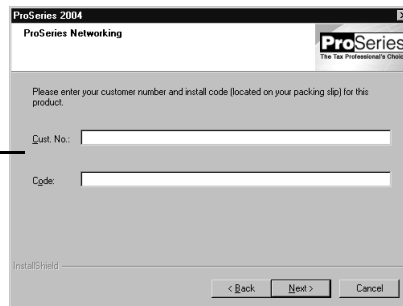 ProSeries 2004
ProSeries Networking
ProSeries
The Tax Professional's Choice
Please enter your customer number and install code (located on your packing slip) for this
product.
Cust. No.:
Code:
InstallShield
< Back
Next >
Cancel